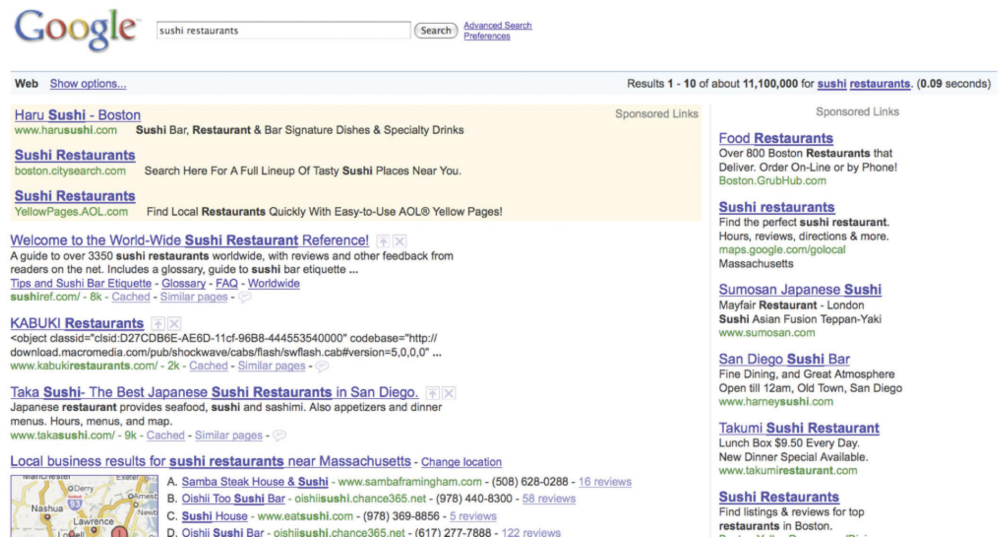 Google
sushi restaurants
Search
Advanced Search
Preferences
Web Show options...
Results 1 - 10 of about 11,100,000 for sushi restaurants. (0.09 seconds)
Sponsored Links
Haru Sushi - Boston
www.harusushi.com Sushi Bar, Restaurant & Bar Signature Dishes & Specialty Drinks
Sushi Restaurants
boston.citysearch.com Search Here For A Full Lineup Of Tasty Sushi Places Near You.
Sushi Restaurants
YellowPages.AOL.com Find Local Restaurants Quickly With Easy-to-Use AOL® Yellow Pages!
Welcome to the World-Wide Sushi Restaurant Reference!
A guide to over 3350 sushi restaurants worldwide, with reviews and other feedback from
readers on the net. Includes a glossary, guide to sushi bar etiquette ...
Tips and Sushi Bar Etiquette - Glossary - FAQ - Worldwide
sushiref.com/ - 8k - Cached - Similar pages -
KABUKI Restaurants
<object classid="clsid:D27CDB6E-AE6D-11cf-96B8-444553540000" codebase="http://
download.macromedia.com/pub/shockwave/cabs/flash/swflash.cab#version=5,0,0,0" ...
www.kabukirestaurants.com/ - 2k - Cached - Similar pages -
Taka Sushi- The Best Japanese Sushi Restaurants in San Diego.
Japanese restaurant provides seafood, sushi and sashimi. Also appetizers and dinner
menus. Hours, menus, and map.
www.takasushi.com/ - 9k - Cached - Similar pages -
Local business results for sushi restaurants near Massachusetts - Change location
Derry
Nashua
93
Lawrence
A. Samba Steak House & Sushi - www.sambaframingham.com - (508) 628-0288 - 16 reviews
B. Oishii Too Sushi Bar - oishiisushi.chance365.net - (978) 440-8300 - 58 reviews
C. Sushi House - www.eatsushi.com - (978) 369-8856 - 5 reviews
D. Oishii Sushi Bar - oishiisushi.chance365.net - (617) 277-7888 - 122 reviews
Sponsored Links
Food Restaurants
Over 800 Boston Restaurants that
Deliver. Order On-Line or by Phone!
Boston.GrubHub.com
Sushi restaurants
Find the perfect sushi restaurant.
Hours, reviews, directions & more.
maps.google.com/golocal
Massachusetts
Sumosan Japanese Sushi
Mayfair Restaurant - London
Sushi Asian Fusion Teppan-Yaki
www.sumosan.com
San Diego Sushi Bar
Fine Dining, and Great Atmosphere
Open till 12am, Old Town, San Diego
www.harneysushi.com
Takumi Sushi Restaurant
Lunch Box $9.50 Every Day.
New Dinner Special Available.
www.takumirestaurant.com
Sushi Restaurants
Find listings & reviews for top
restaurants in Boston.